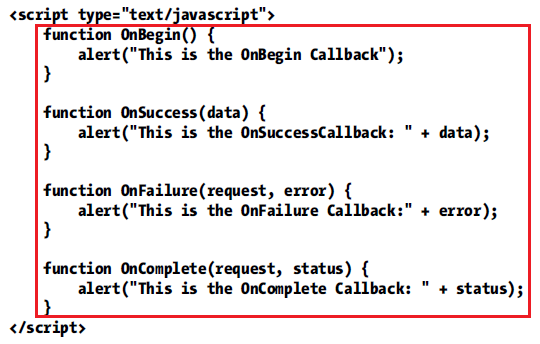 <script type="text/javascript">
function OnBegin() {
alert("This is the OnBegin Callback");
}
function OnSuccess(data) {
alert("This is the OnSuccessCallback: " + data);
}
function OnFailure(request, error) {
alert("This is the OnFailure Callback:" + error);
}
function OnComplete(request, status) {
alert("This is the OnComplete Callback: " + status);
}
</script>